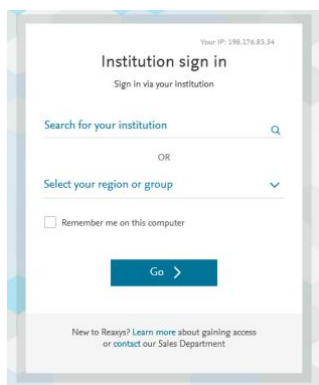 Your IP: 198.176.83.34
Institution sign in
Sign in via your institution
Search for your institution
OR
Select your region or group
Remember me on this computer
Go
New to Reaxys? Learn more about gaining access
or contact our Sales Department